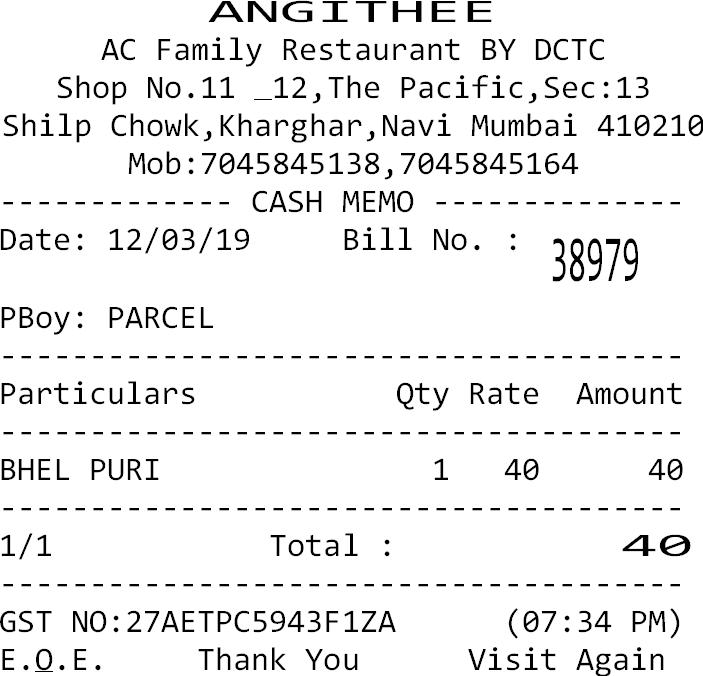 ANGITHEE
AC Family Restaurant BY DCTC
Shop No.11 _12,The Pacific,Sec:13
Shilp Chowk,Kharghar,Navi Mumbai 410210
Mob:7045845138,7045845164
------------- CASH MEMO --------------
Date: 12/03/19 Bill No. : 38979
PBoy: PARCEL
--------------------------------------
Particulars Qty Rate Amount
--------------------------------------
BHEL PURI 1 40 40
--------------------------------------
1/1 Total : 40
--------------------------------------
GST NO:27AETPC5943F1ZA (07:34 PM)
E.O.E. Thank You Visit Again